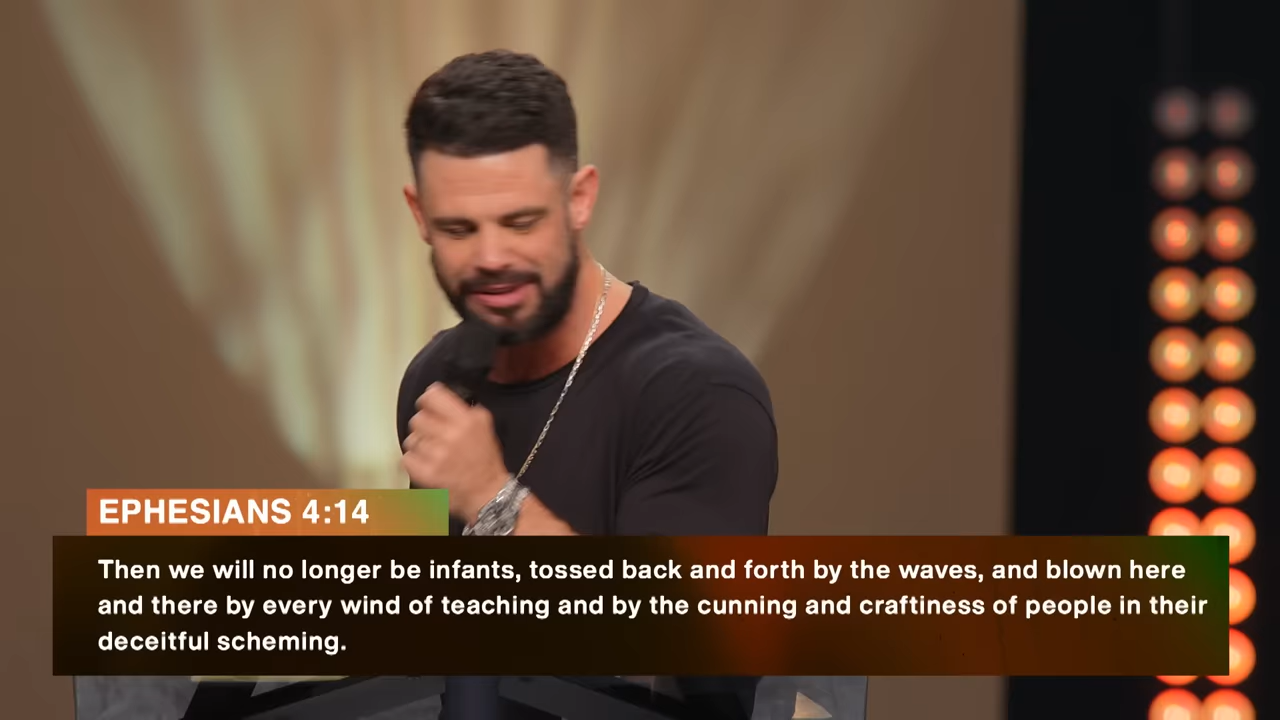 EPHESIANS 4:14
Then we will no longer be infants, tossed back and forth by the waves, and blown here
and there by every wind of teaching and by the cunning and craftiness of people in their
deceitful scheming.